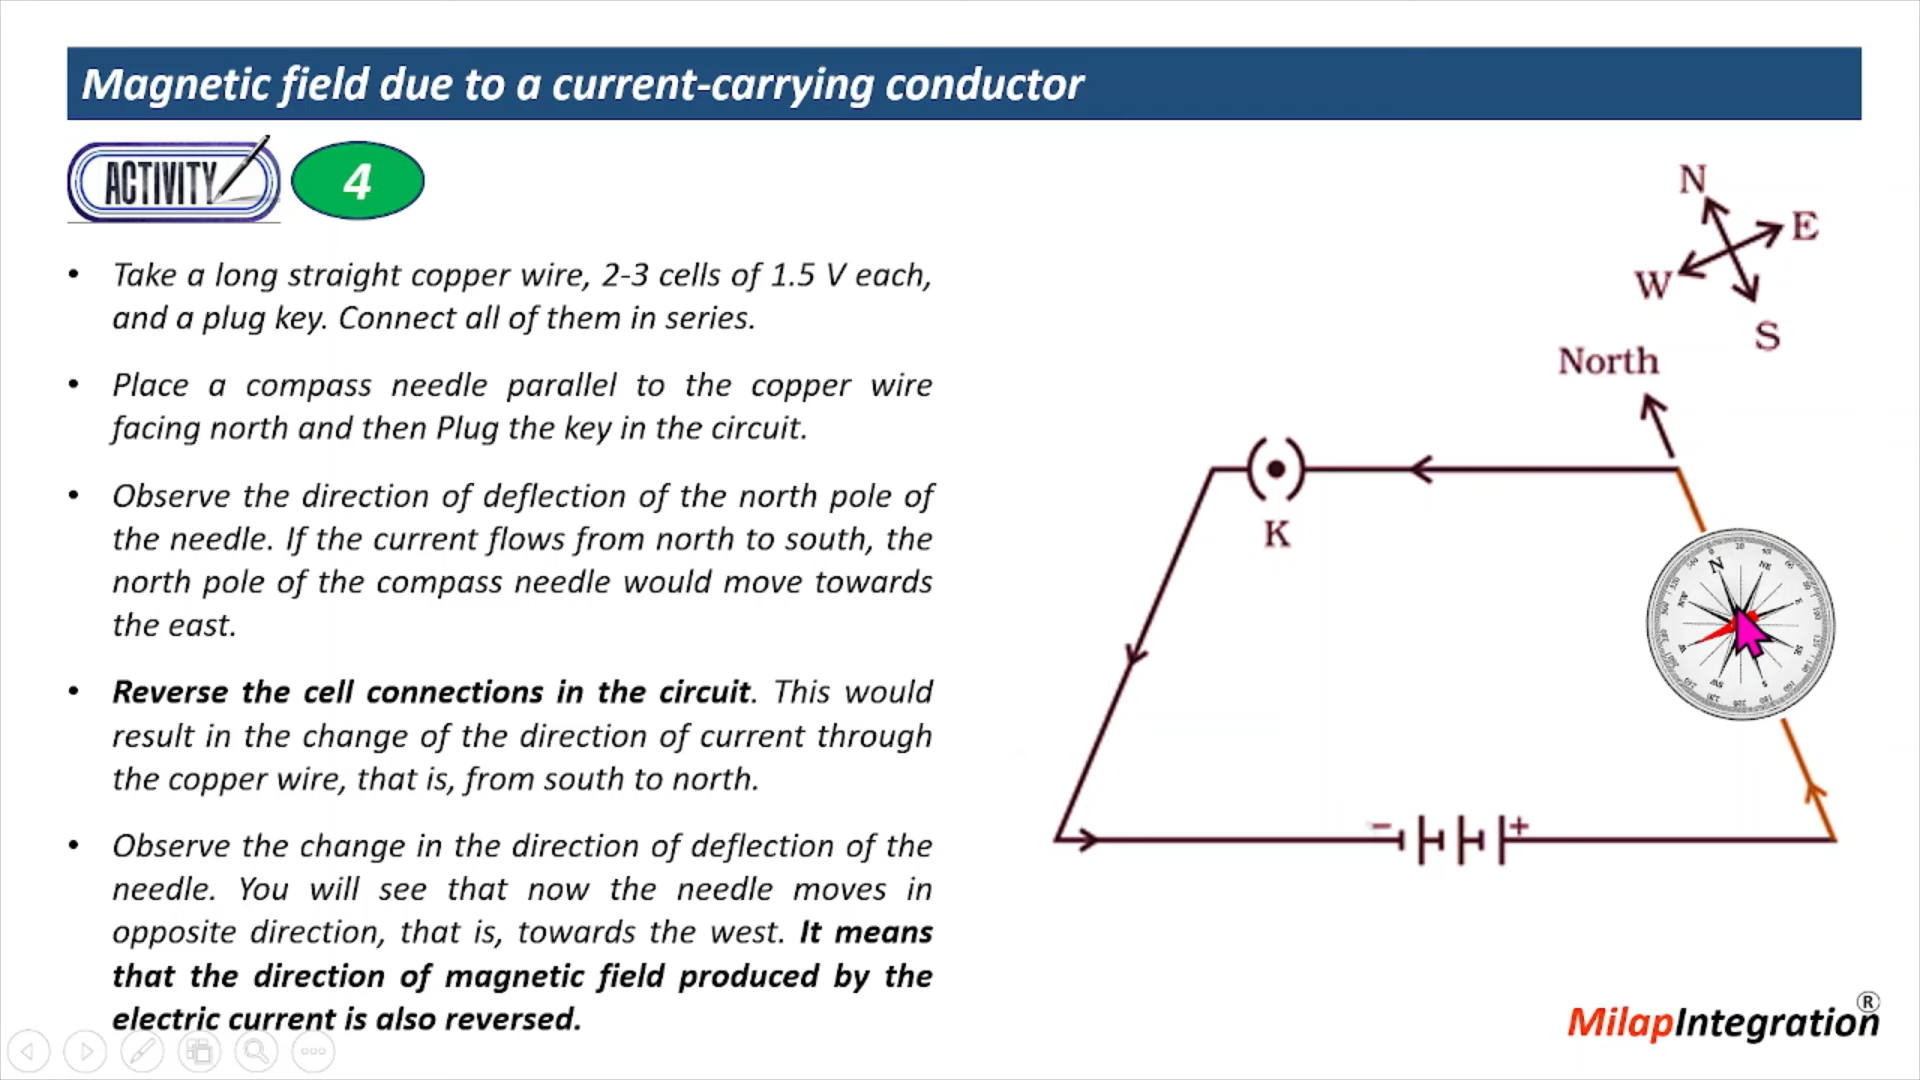 Magnetic field due to a current-carrying conductor
ACTIVITY
4
• Take a long straight copper wire, 2-3 cells of 1.5 V each,
and a plug key. Connect all of them in series.
• Place a compass needle parallel to the copper wire
facing north and then Plug the key in the circuit.
• Observe the direction of deflection of the north pole of
the needle. If the current flows from north to south, the
north pole of the compass needle would move towards
the east.
• Reverse the cell connections in the circuit. This would
result in the change of the direction of current through
the copper wire, that is, from south to north.
• Observe the change in the direction of deflection of the
needle. You will see that now the needle moves in
opposite direction, that is, towards the west. It means
that the direction of magnetic field produced by the
electric current is also reversed.
N
E
W
S
North
K
N
NE
E
SE
S
SW
W
NW
− +
MilapIntegration®